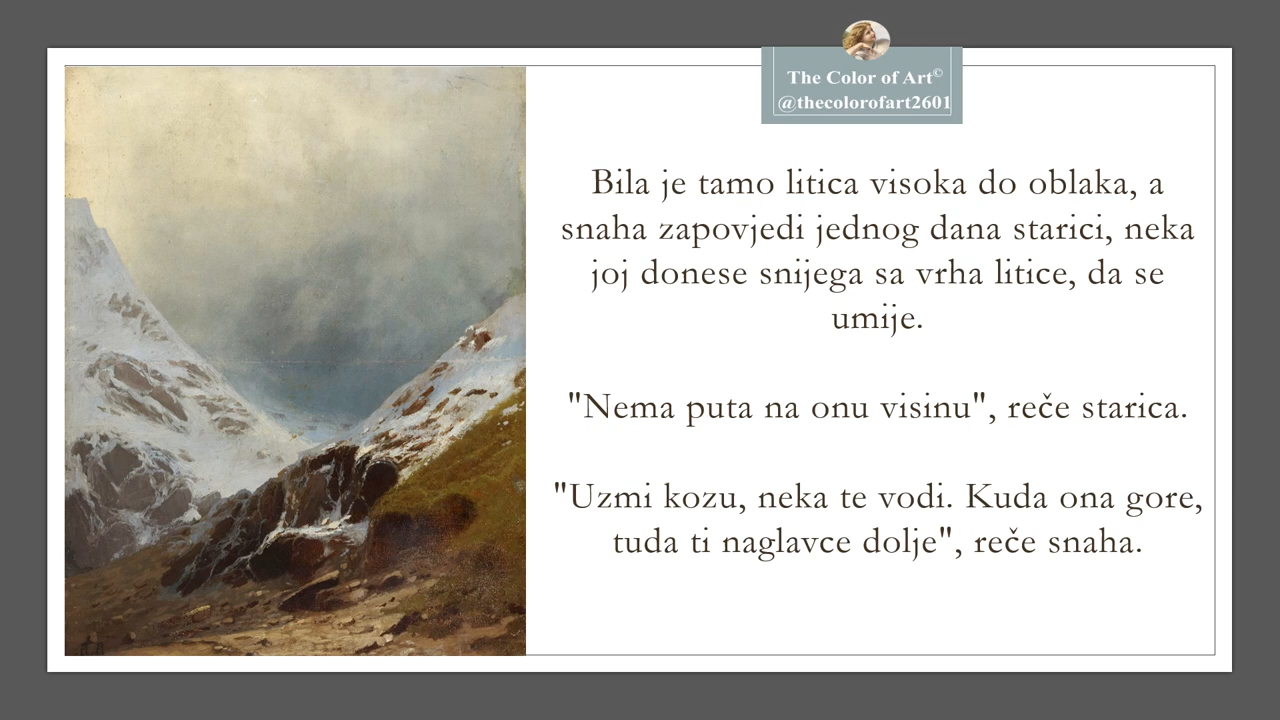 The Color of Art©
@thecolorofart2601
Bila je tamo litica visoka do oblaka, a
snaha zapovjedi jednog dana starici, neka
joj donese snijega sa vrha litice, da se
umije.
"Nema puta na onu visinu", reče starica.
"Uzmi kozu, neka te vodi. Kuda ona gore,
tuda ti naglavce dolje", reče snaha.